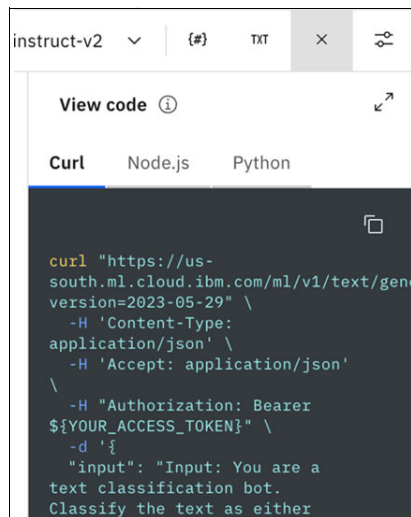 instruct-v2 {#} TXT
View code
Curl Node.js Python
curl "https://us-
south.ml.cloud.ibm.com/ml/v1/text/gene
version=2023-05-29" \
-H 'Content-Type:
application/json' \
-H 'Accept: application/json'
\
-H "Authorization: Bearer
${YOUR_ACCESS_TOKEN}" \
-d '{
"input": "Input: You are a
text classification bot.
Classify the text as either